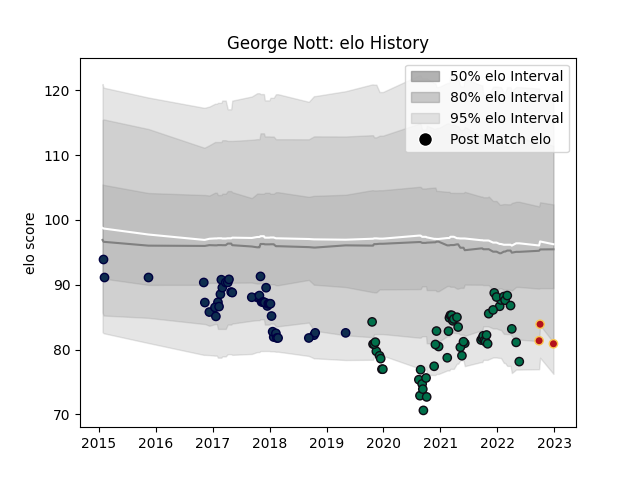 George Nott: elo History
50% elo Interval
80% elo Interval
95% elo Interval
Post Match elo
elo score
120
110
100
90
80
70
2015 2016 2017 2018 2019 2020 2021 2022 2023